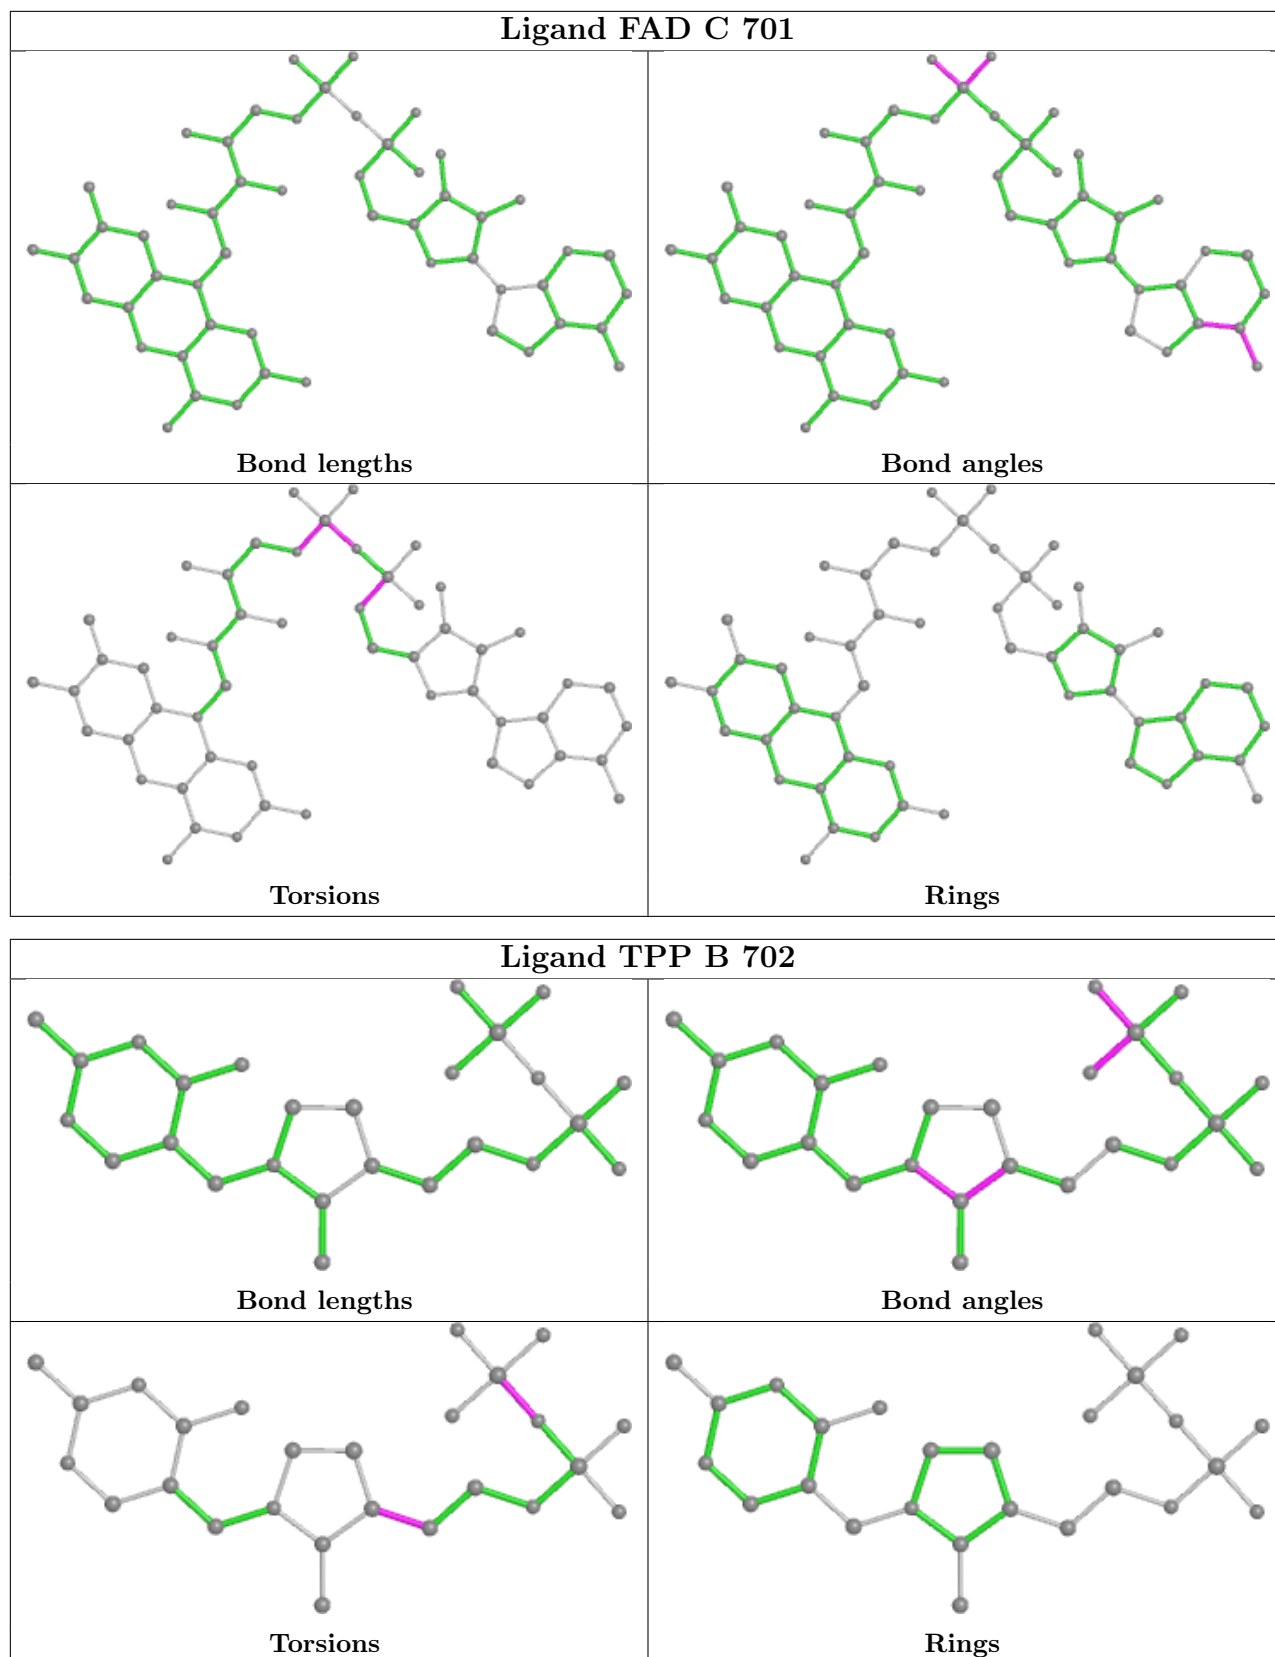 Ligand FAD C 701
Bond lengths
Bond angles
Torsions
Rings
Ligand TPP B 702
Bond lengths
Bond angles
Torsions
Rings